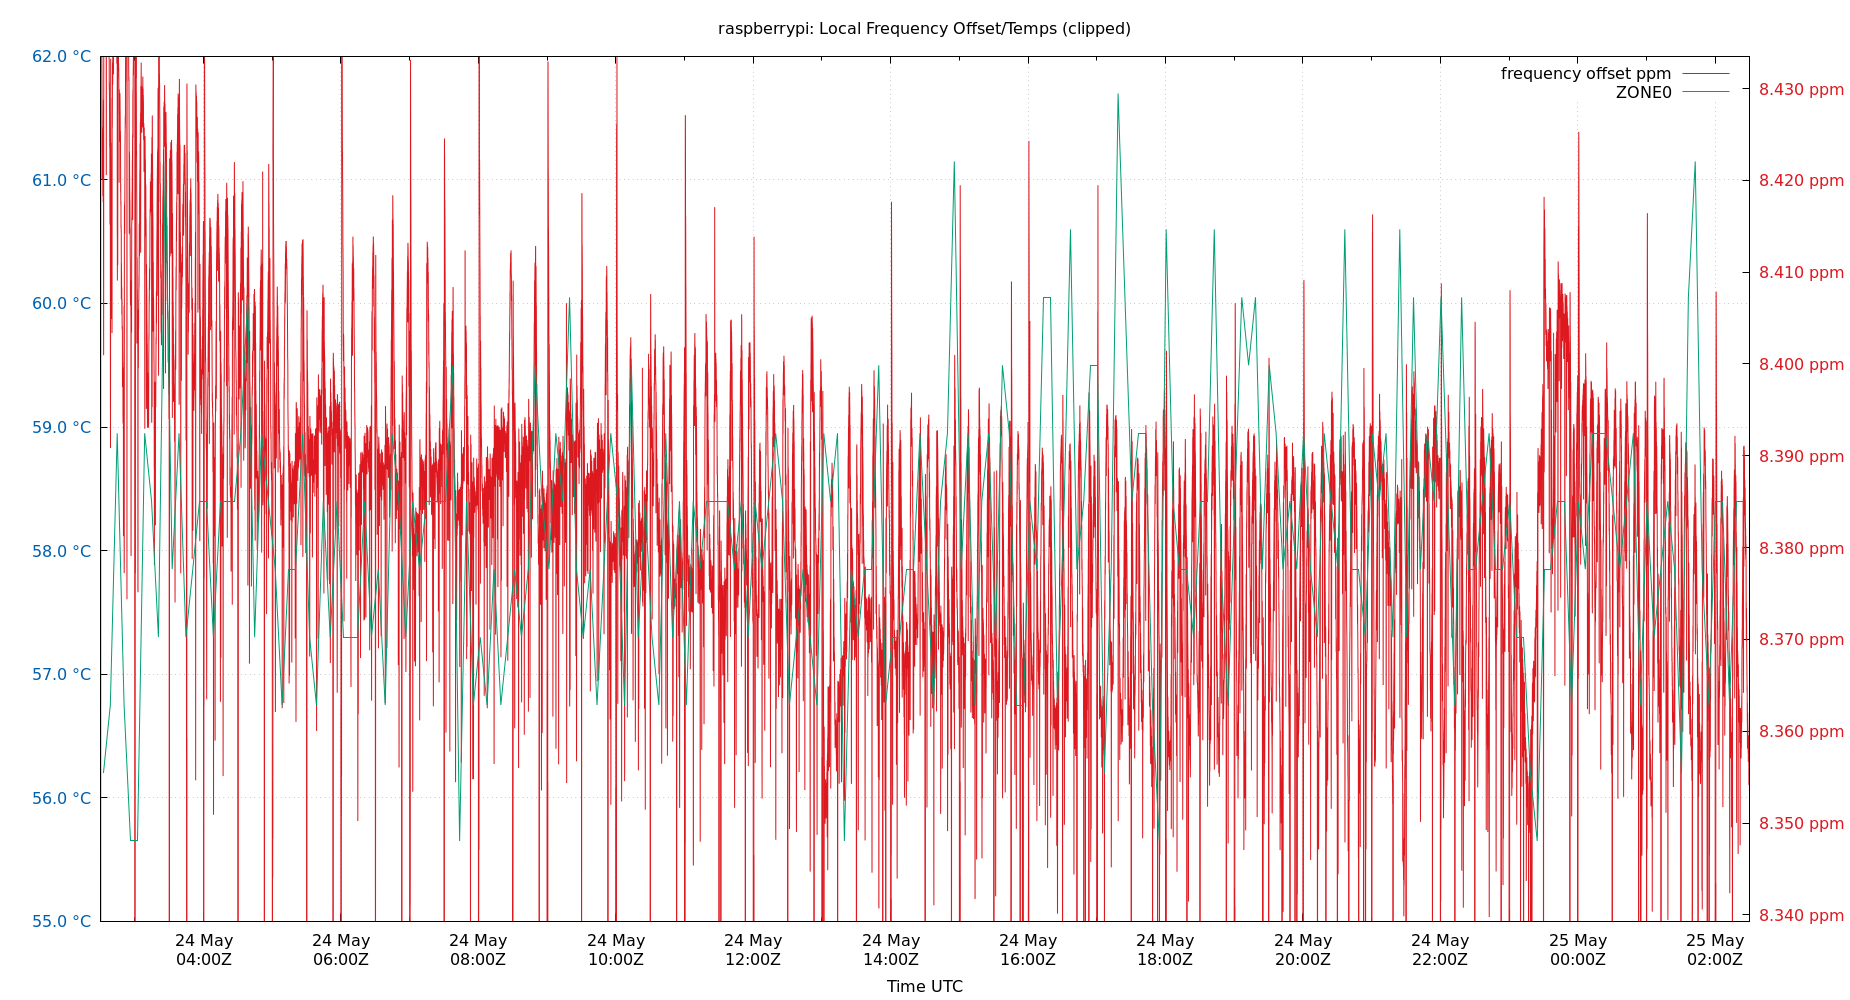 raspberrypi: Local Frequency Offset/Temps (clipped)
frequency offset ppm
ZONE0
62.0 °C
61.0 °C
60.0 °C
59.0 °C
58.0 °C
57.0 °C
56.0 °C
55.0 °C
8.430 ppm
8.420 ppm
8.410 ppm
8.400 ppm
8.390 ppm
8.380 ppm
8.370 ppm
8.360 ppm
8.350 ppm
8.340 ppm
24 May
04:00Z
24 May
06:00Z
24 May
08:00Z
24 May
10:00Z
24 May
12:00Z
24 May
14:00Z
24 May
16:00Z
24 May
18:00Z
24 May
20:00Z
24 May
22:00Z
25 May
00:00Z
25 May
02:00Z
Time UTC